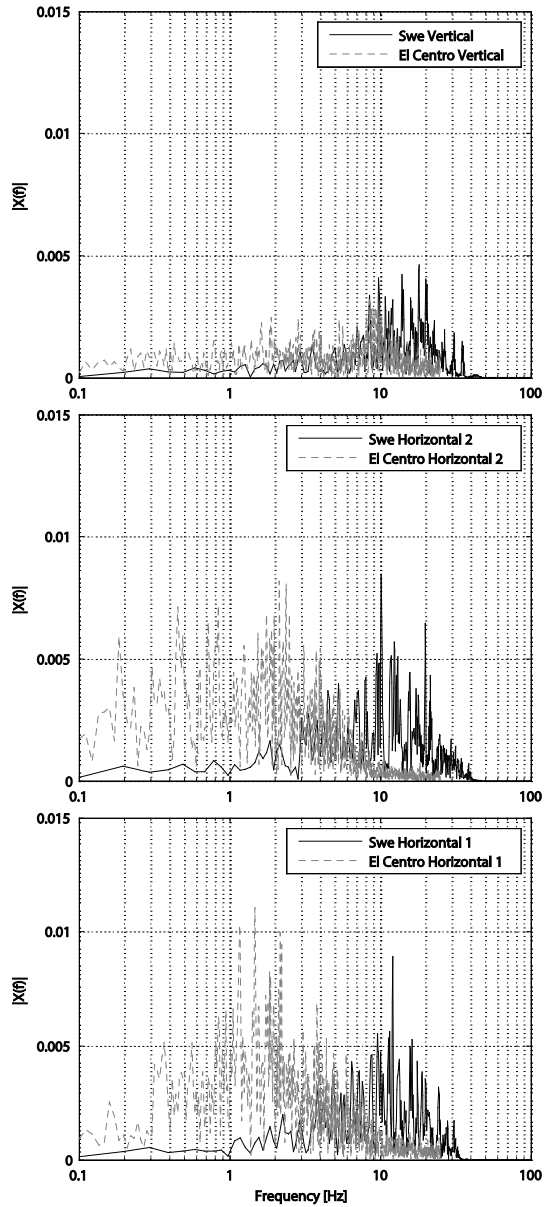 0.015
Swe Vertical
El Centro Vertical
0.01
|X(f)|
0.005
0
0.1 1 10 100
0.015
Swe Horizontal 2
El Centro Horizontal 2
0.01
|X(f)|
0.005
0
0.1 1 10 100
0.015
Swe Horizontal 1
El Centro Horizontal 1
0.01
|X(f)|
0.005
0
0.1 1 10 100
Frequency [Hz]